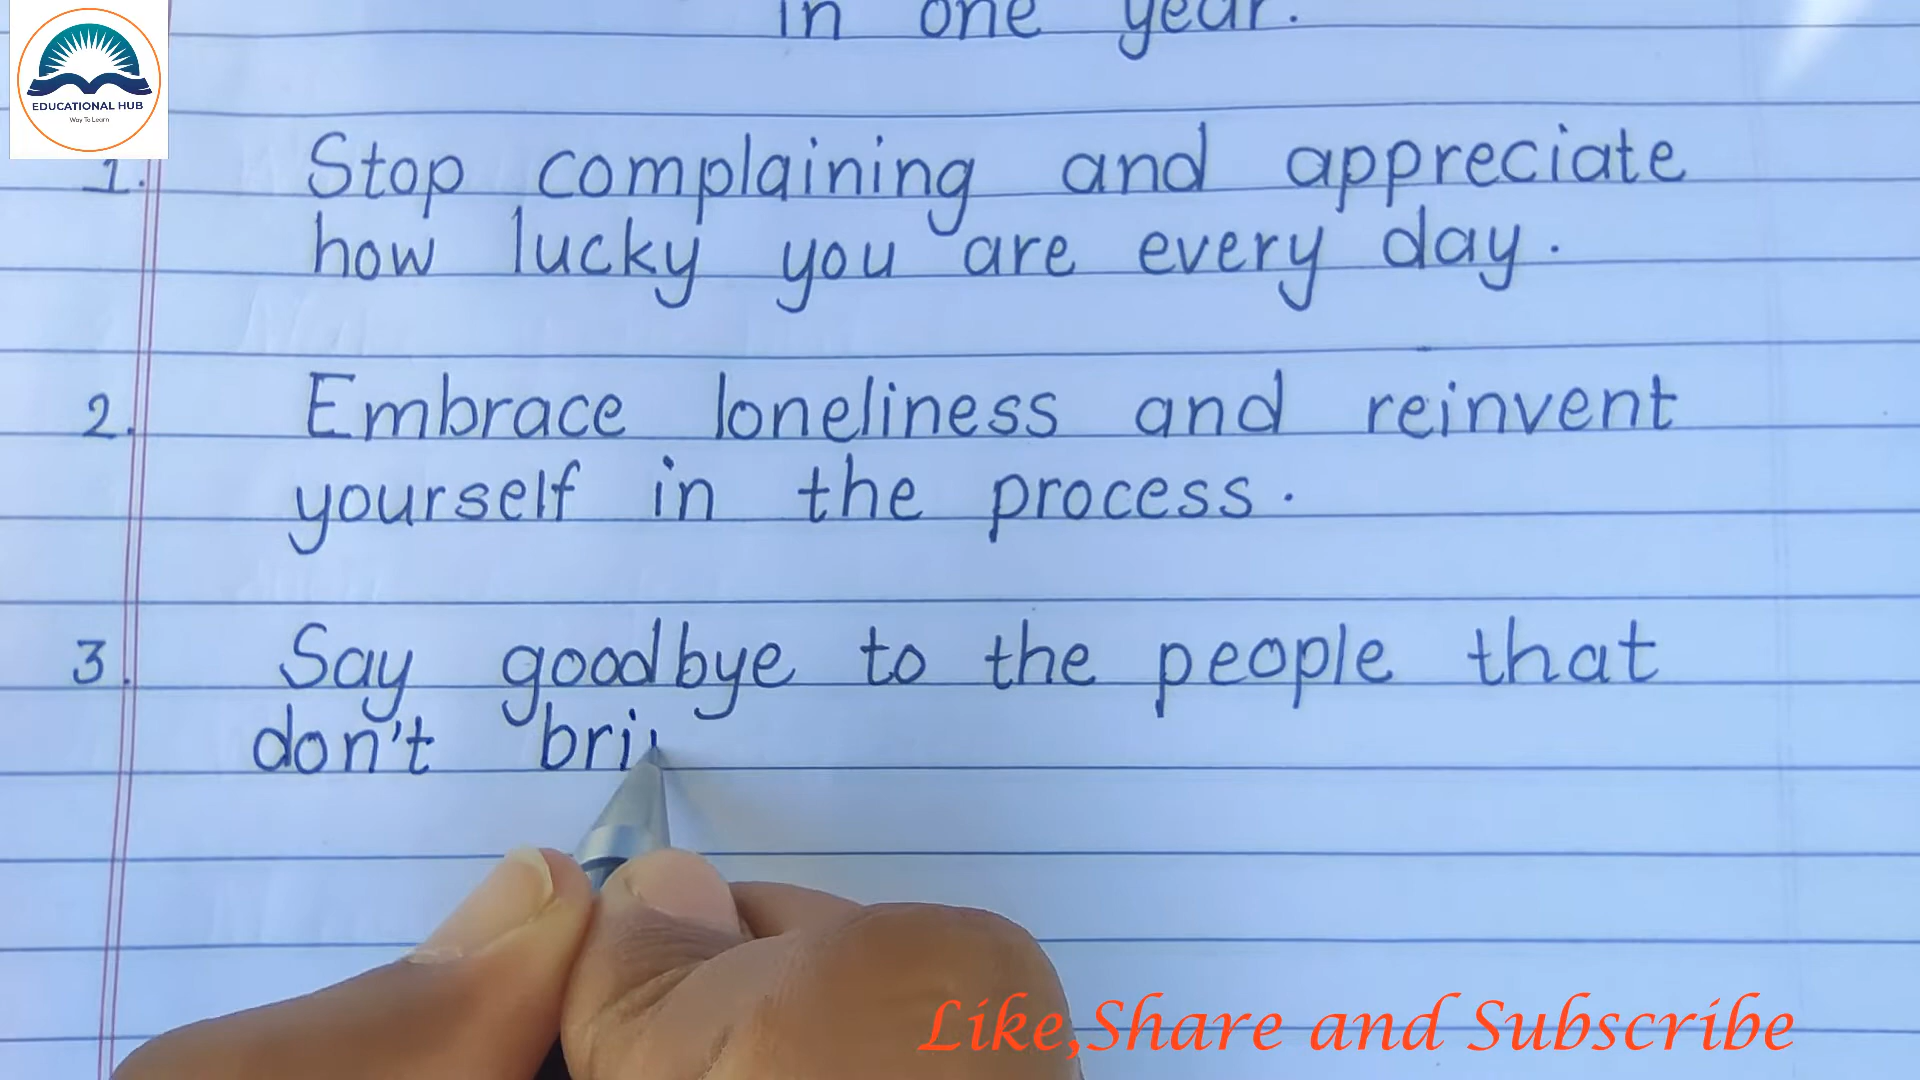 in one year.
EDUCATIONAL HUB
Way To Learn
1. Stop complaining and appreciate
how lucky you are every day.
2. Embrace loneliness and reinvent
yourself in the process.
3. Say goodbye to the people that
don't bri
Like,Share and Subscribe